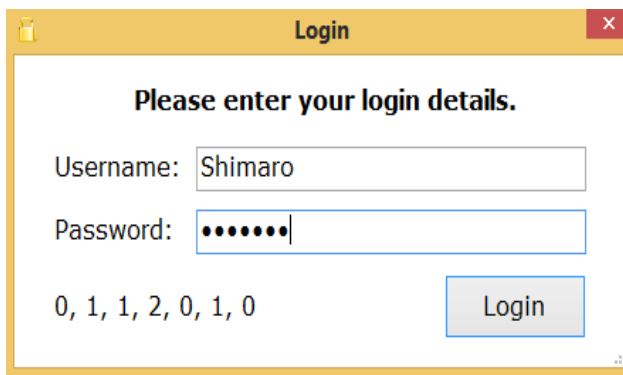 Login
Please enter your login details.
Username: Shimaro
Password: •••••••
0, 1, 1, 2, 0, 1, 0 Login